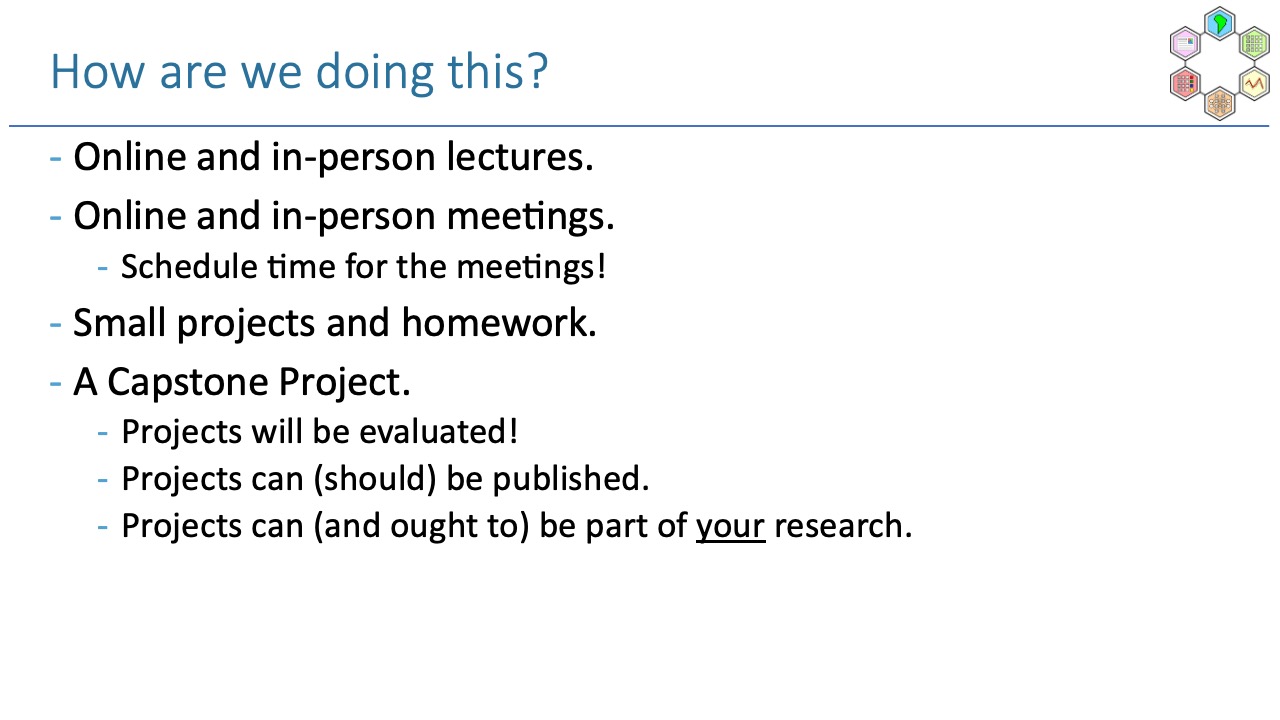 How are we doing this?
- Online and in-person lectures.
- Online and in-person meetings.
- Schedule time for the meetings!
- Small projects and homework.
- A Capstone Project.
- Projects will be evaluated!
- Projects can (should) be published.
- Projects can (and ought to) be part of your research.